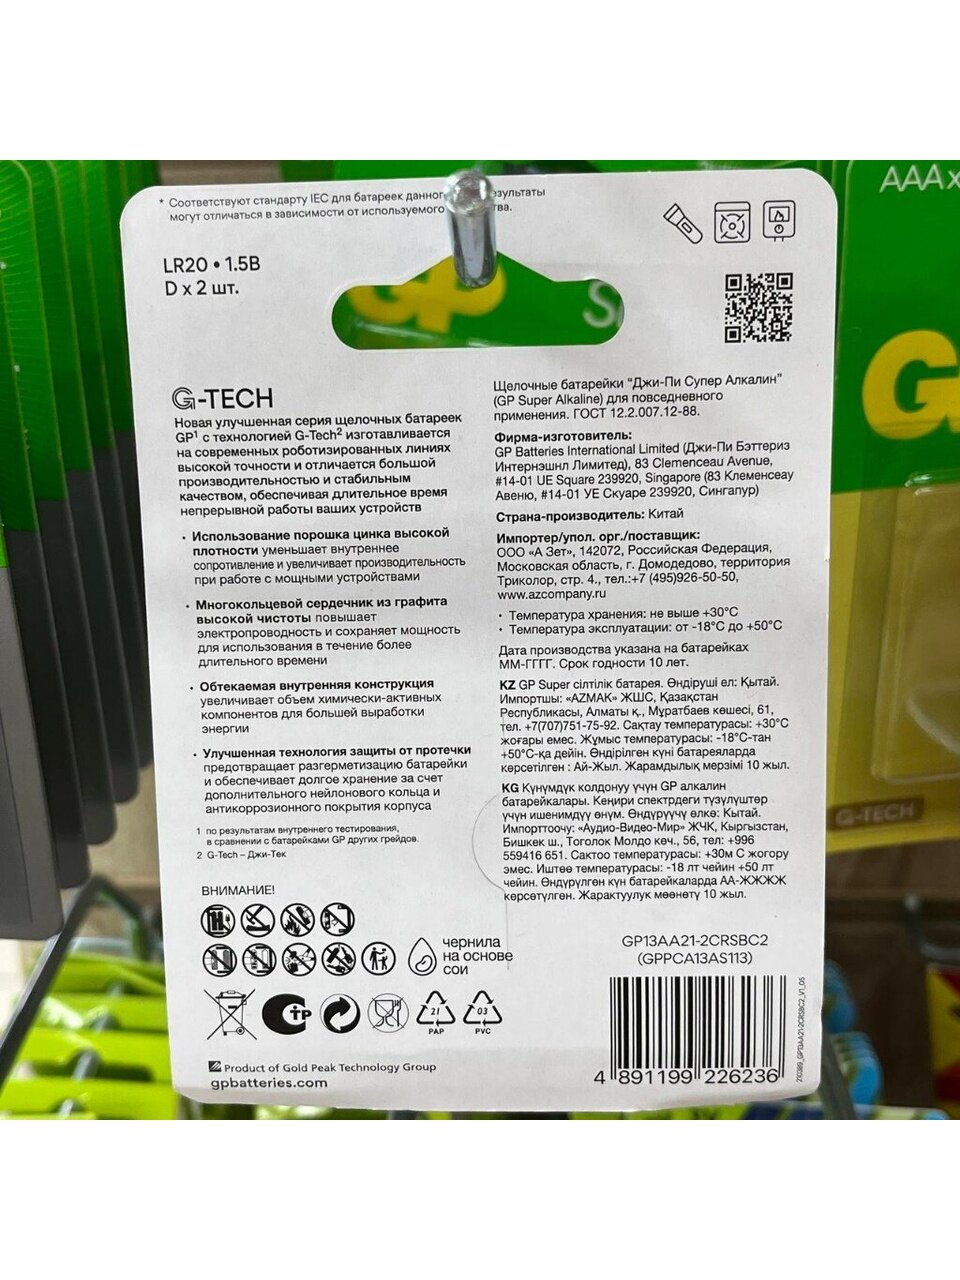 * Соответствуют стандарту IEC для батареек
могут отличаться в зависимости от используемого
LR20 • 1.5В
D x 2 шт.
GP
S
AAA x
G
G-TECH
G-TECH
Новая улучшенная серия щелочных батареек
GP¹ с технологией G-Tech² изготавливается
на современных роботизированных линиях
высокой точности и отличается большой
производительностью и стабильным
качеством, обеспечивая длительное время
непрерывной работы ваших устройств
• Использование порошка цинка высокой
плотности уменьшает внутреннее
сопротивление и увеличивает производительность
при работе с мощными устройствами
• Многокольцевой сердечник из графита
высокой чистоты повышает
электропроводность и сохраняет мощность
для использования в течение более
длительного времени
• Обтекаемая внутренняя конструкция
увеличивает объем химически-активных
компонентов для большей выработки
энергии
• Улучшенная технология защиты от протечки
предотвращает разгерметизацию батарейки
и обеспечивает долгое хранение за счет
дополнительного нейлонового кольца и
антикоррозионного покрытия корпуса
1 по результатам внутреннего тестирования,
в сравнении с батарейками GP других грейдов.
2 G-Tech – Джи-Тек
ВНИМАНИЕ!
чернила
на основе
сои
21
PAP
03
PVC
Product of Gold Peak Technology Group
gpbatteries.com
Щелочные батарейки "Джи-Пи Супер Алкалин"
(GP Super Alkaline) для повседневного
применения. ГОСТ 12.2.007.12-88.
Фирма-изготовитель:
GP Batteries International Limited (Джи-Пи Бэттериз
Интернэшнл Лимитед), 83 Clemenceau Avenue,
#14-01 UE Square 239920, Singapore (83 Клеменсеау
Авеню, #14-01 УЕ Скуаре 239920, Сингапур)
Страна-производитель: Китай
Импортер/упол. орг./поставщик:
ООО «А Зет», 142072, Российская Федерация,
Московская область, г. Домодедово, территория
Триколор, стр. 4., тел.:+7 (495)926-50-50,
www.azcompany.ru
• Температура хранения: не выше +30°С
• Температура эксплуатации: от -18°С до +50°С
Дата производства указана на батарейках
ММ-ГГГГ. Срок годности 10 лет.
KZ GP Super сілтілік батарея. Өндіруші ел: Қытай.
Импортшы: «AZMAK» ЖШС, Қазақстан
Республикасы, Алматы қ., Мұратбаев көшесі, 61,
тел. +7(707)751-75-92. Сақтау температурасы: +30°С
жоғары емес. Жұмыс температурасы: -18°С-тан
+50°С-қа дейін. Өндірілген күні батареяларда
көрсетілген : Ай-Жыл. Жарамдылық мерзімі 10 жыл.
KG Күнүмдүк колдонуу үчүн GP алкалин
батарейкалары. Кеңири спектрдеги түзүлүштөр
үчүн ишенимдүү өнүм. Өндүрүүчү өлкө: Кытай.
Импорттоочу: «Аудио-Видео-Мир» ЖЧК, Кыргызстан,
Бишкек ш., Тоголок Молдо көч., 56, тел: +996
559416 651. Сактоо температурасы: +30м С жогору
эмес. Иштөө температурасы: -18 лт чейин +50 лт
чейин. Өндүрүлгөн күн батарейкаларда АА-ЖЖЖЖ
көрсөтүлгөн. Жарактуулук мөөнөтү 10 жыл.
GP13AA21-2CRSBC2
(GPPCA13AS113)
4 891199 226236